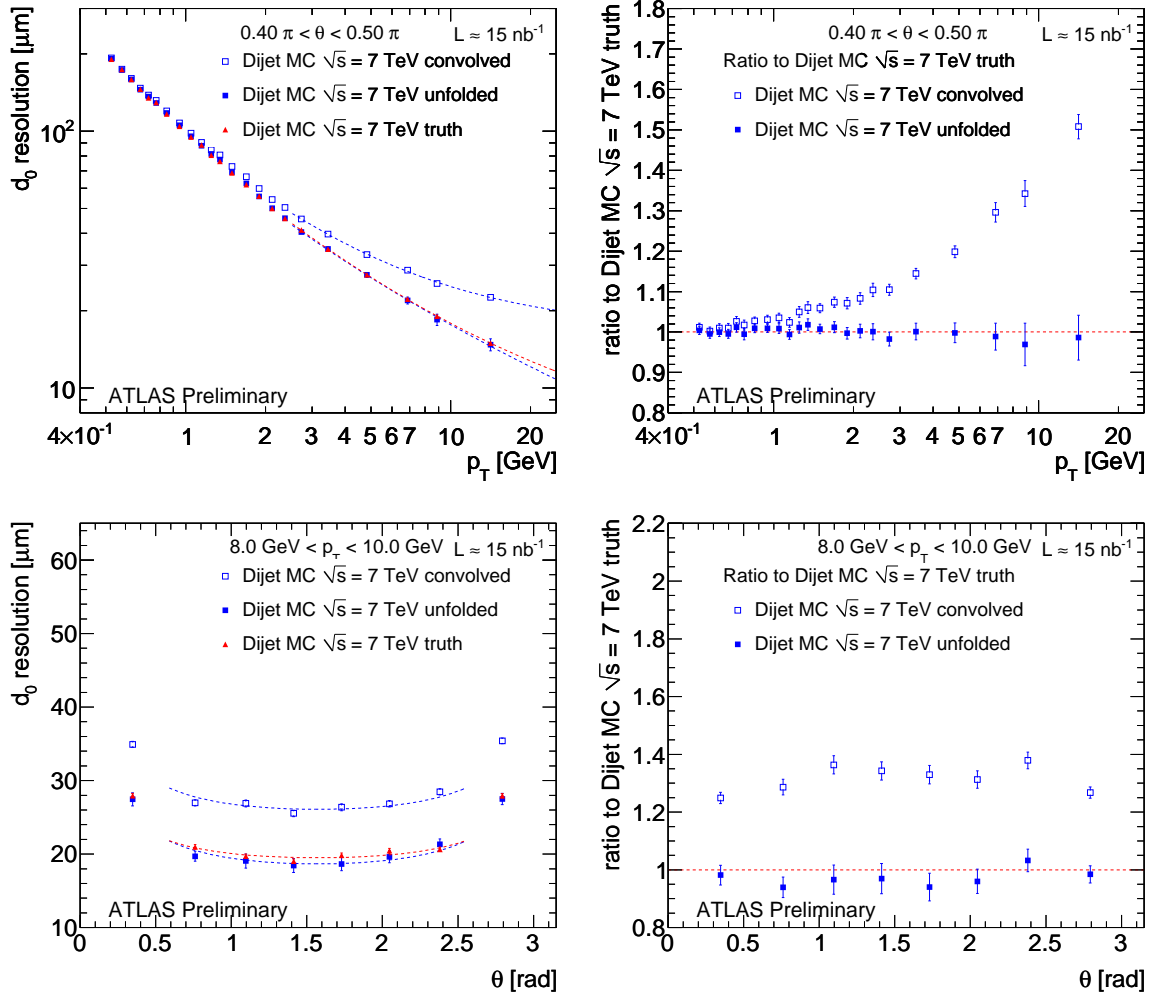 d₀ resolution [μm]
0.40 π < θ < 0.50 π
L ≈ 15 nb⁻¹
Dijet MC √s = 7 TeV convolved
Dijet MC √s = 7 TeV unfolded
Dijet MC √s = 7 TeV truth
10²
10
ATLAS Preliminary
4×10⁻¹ 1 2 3 4 5 6 7 10 20
p_T [GeV]
ratio to Dijet MC √s = 7 TeV truth
0.40 π < θ < 0.50 π
L ≈ 15 nb⁻¹
Ratio to Dijet MC √s = 7 TeV truth
Dijet MC √s = 7 TeV convolved
Dijet MC √s = 7 TeV unfolded
1.8
1.7
1.6
1.5
1.4
1.3
1.2
1.1
1
0.9
0.8
ATLAS Preliminary
4×10⁻¹ 1 2 3 4 5 6 7 10 20
p_T [GeV]
d₀ resolution [μm]
8.0 GeV < p_T < 10.0 GeV
L ≈ 15 nb⁻¹
Dijet MC √s = 7 TeV convolved
Dijet MC √s = 7 TeV unfolded
Dijet MC √s = 7 TeV truth
60
50
40
30
20
10
ATLAS Preliminary
0 0.5 1 1.5 2 2.5 3
θ [rad]
ratio to Dijet MC √s = 7 TeV truth
8.0 GeV < p_T < 10.0 GeV
L ≈ 15 nb⁻¹
Ratio to Dijet MC √s = 7 TeV truth
Dijet MC √s = 7 TeV convolved
Dijet MC √s = 7 TeV unfolded
2.2
2
1.8
1.6
1.4
1.2
1
0.8
ATLAS Preliminary
0 0.5 1 1.5 2 2.5 3
θ [rad]